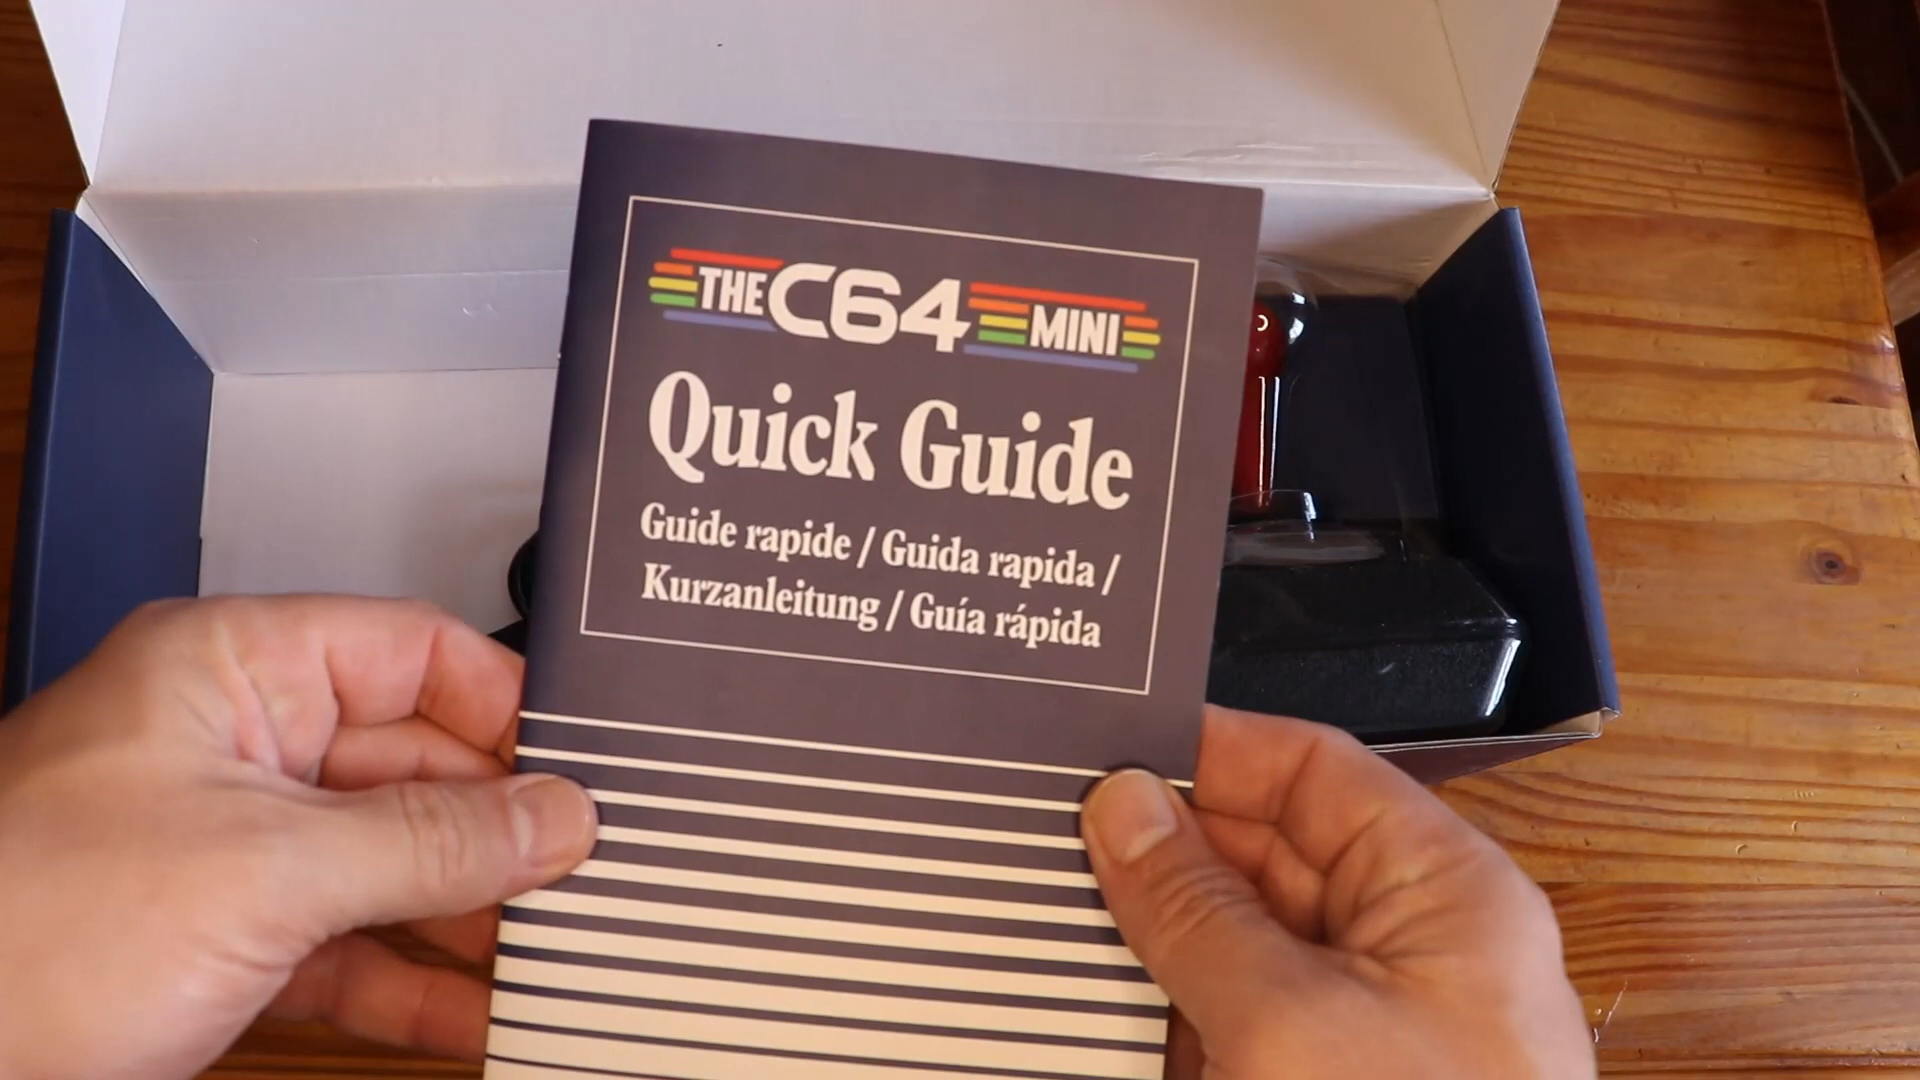 THE C64 MINI
Quick Guide
Guide rapide / Guida rapida /
Kurzanleitung / Guía rápida